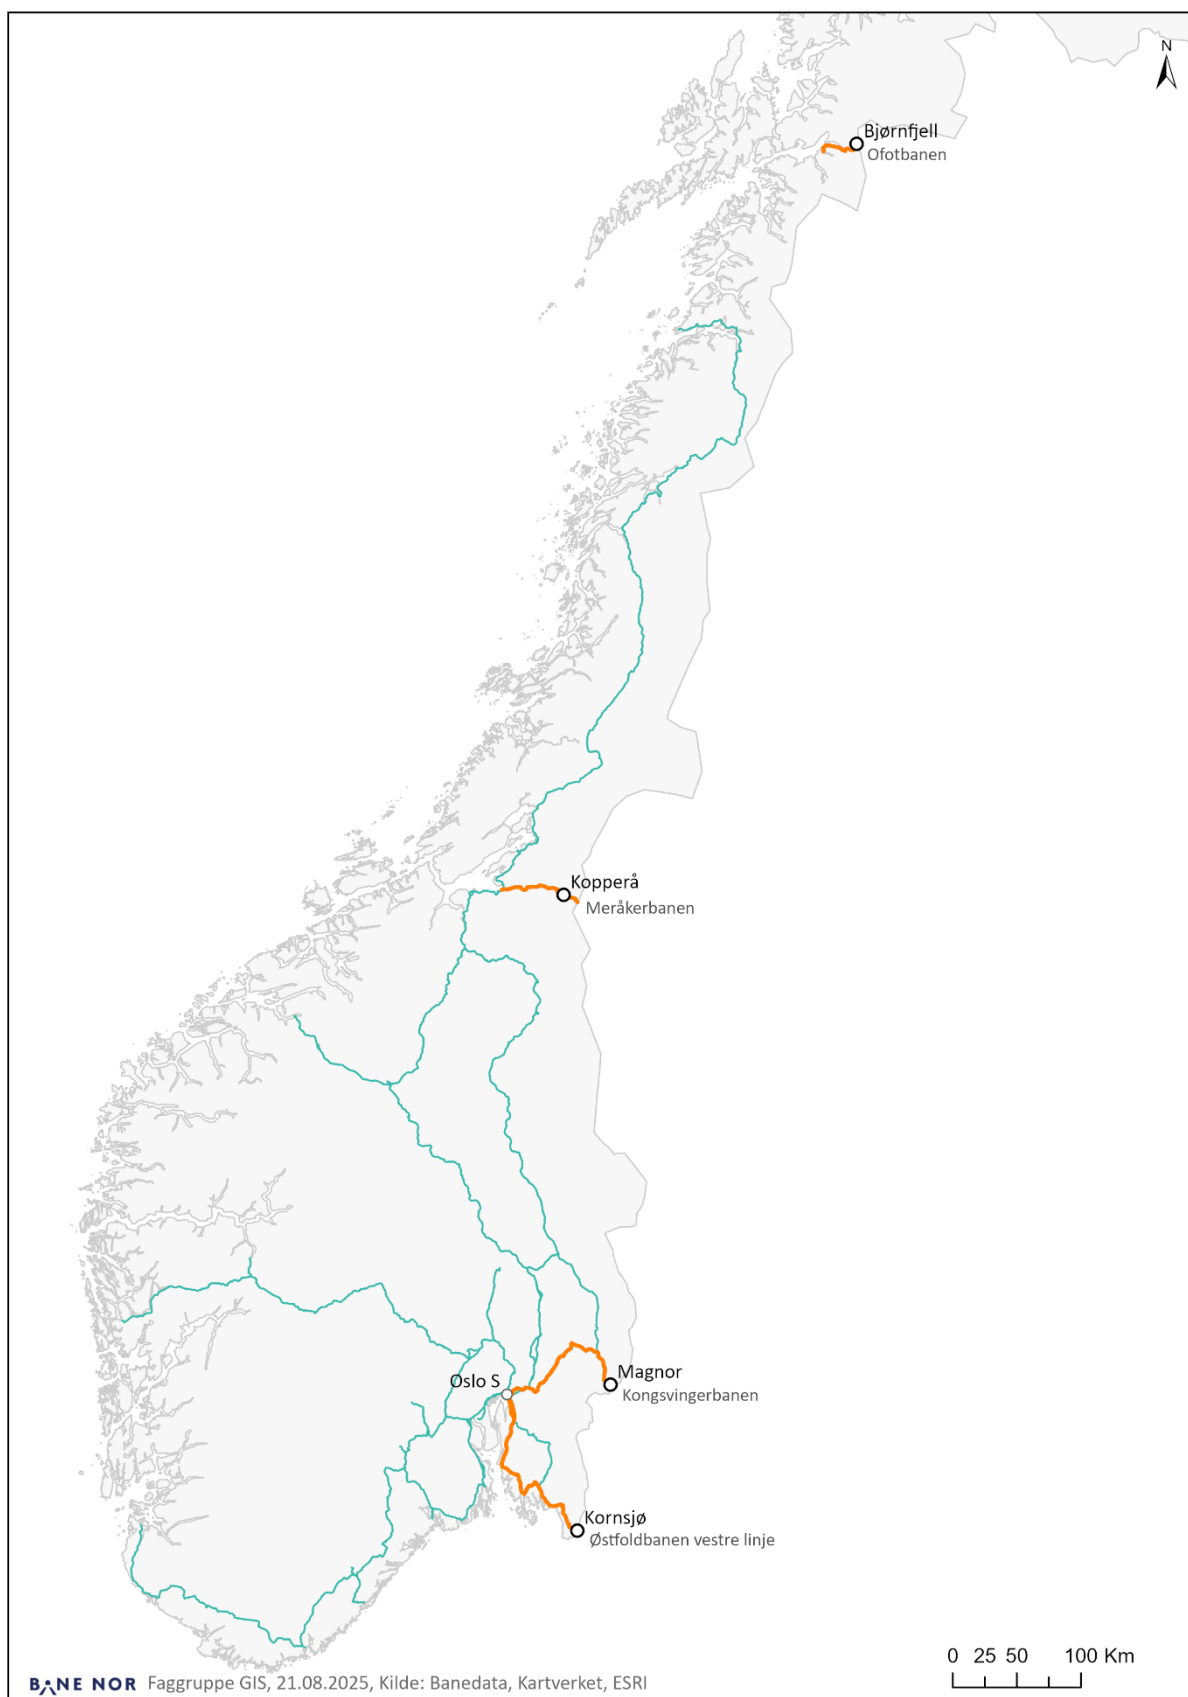 N
Bjørnfjell
Ofotbanen
Kopperå
Meråkerbanen
Oslo S
Magnor
Kongsvingerbanen
Kornsjø
Østfoldbanen vestre linje
0 25 50 100 Km
BANE NOR Faggruppe GIS, 21.08.2025, Kilde: Banedata, Kartverket, ESRI